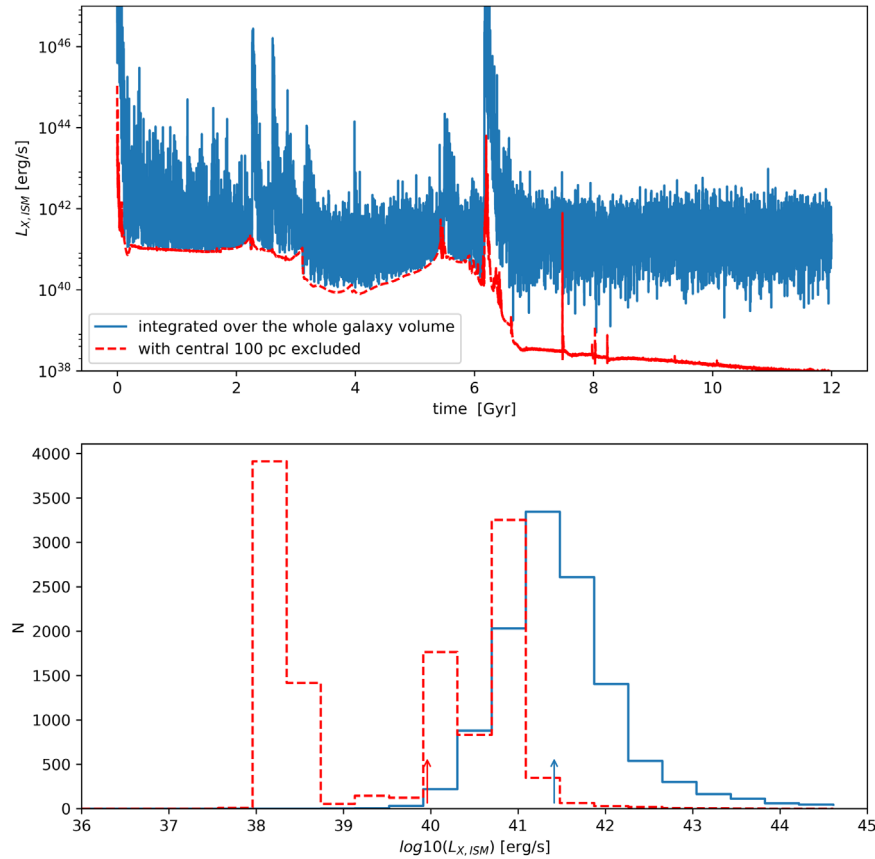 10^46
10^44
10^42
10^40
10^38
L_{X, ISM} [erg/s]
integrated over the whole galaxy volume
with central 100 pc excluded
0 2 4 6 8 10 12
time [Gyr]
4000
3500
3000
2500
2000
1500
1000
500
0
N
36 37 38 39 40 41 42 43 44 45
log10(L_{X, ISM}) [erg/s]